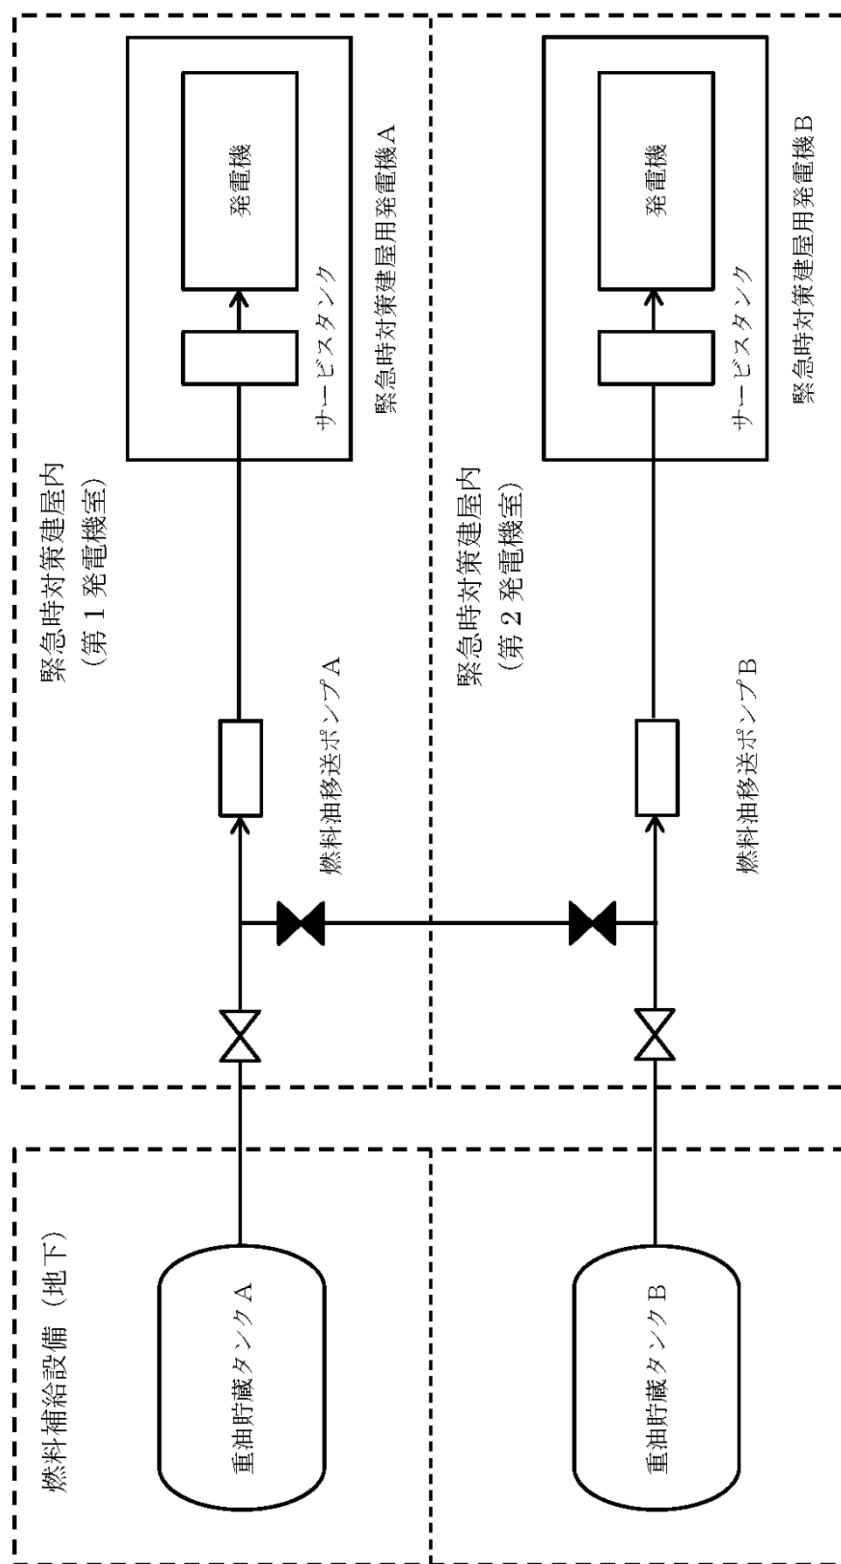 燃料補給設備（地下）
重油貯蔵タンクA
重油貯蔵タンクB
緊急時対策建屋内
（第1発電機室）
燃料油移送ポンプA
サービスタンク
発電機
緊急時対策建屋用発電機A
緊急時対策建屋内
（第2発電機室）
燃料油移送ポンプB
サービスタンク
発電機
緊急時対策建屋用発電機B